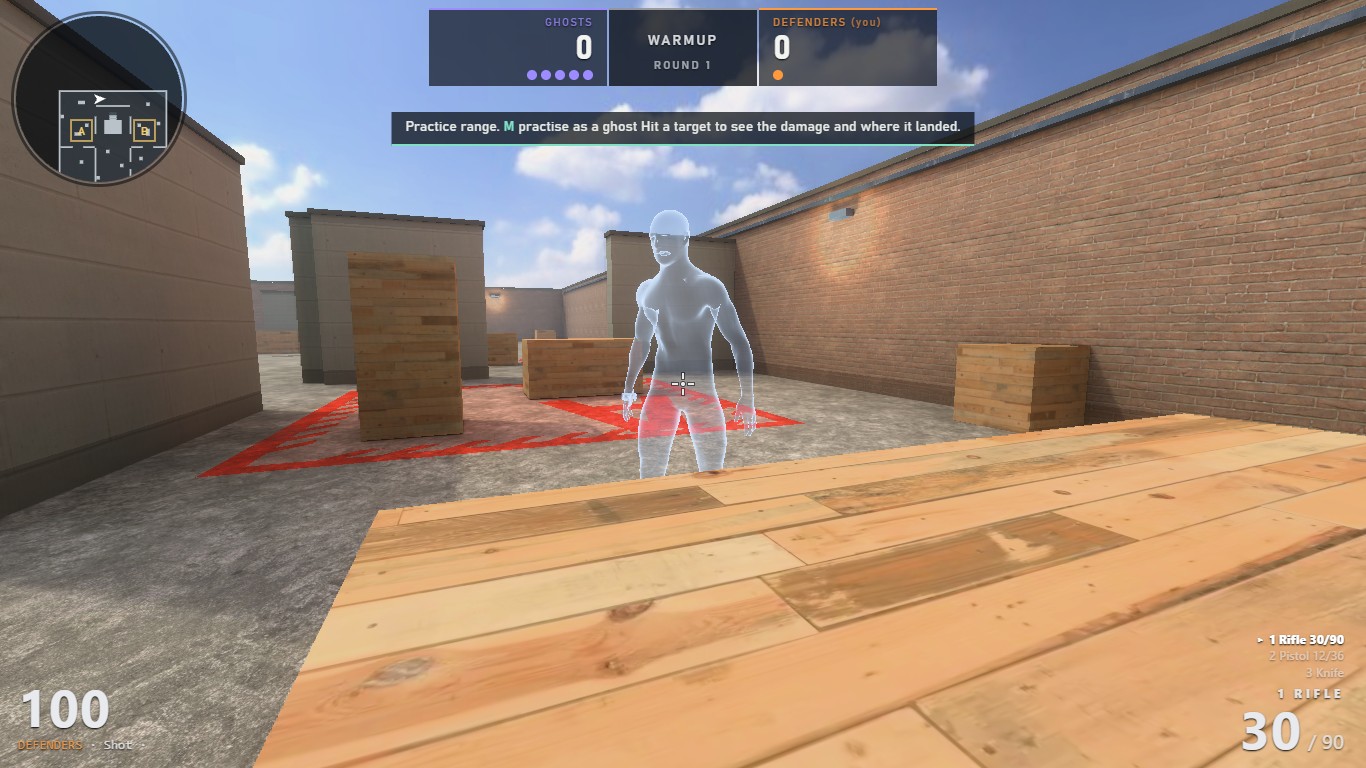 GHOSTS
0
WARMUP
ROUND 1
DEFENDERS (you)
0
Practice range. M practise as a ghost Hit a target to see the damage and where it landed.
A
B
▸ 1 Rifle 30/90
2 Pistol 12/36
3 Knife
1 RIFLE
30 / 90
100
DEFENDERS · Shot ·